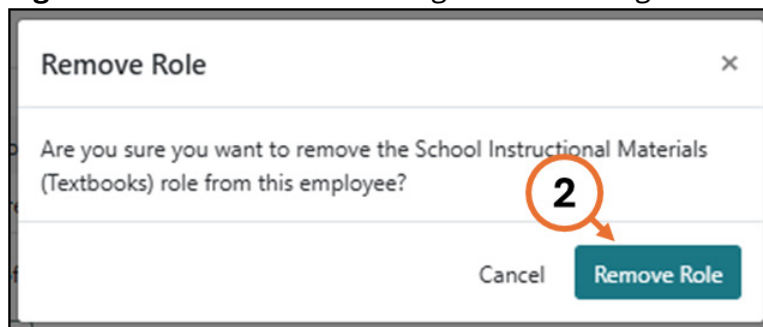 Remove Role ×
Are you sure you want to remove the School Instructional Materials
(Textbooks) role from this employee?
2
Cancel Remove Role